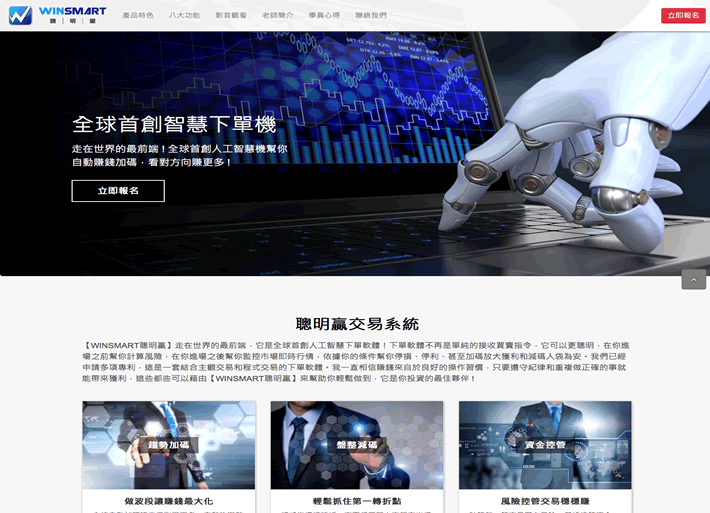 WINSMART
聰｜明｜贏
產品特色 八大功能 影音觀看 老師簡介 學員心得 聯絡我們
立即報名
全球首創智慧下單機
走在世界的最前端！全球首創人工智慧機幫你
自動賺錢加碼，看對方向賺更多！
立即報名
聰明贏交易系統
【WINSMART聰明贏】走在世界的最前端，它是全球首創人工智慧下單軟體！下單軟體不再是單純的接收買賣指令，它可以更聰明，在你進
場之前幫你計算風險，在你進場之後幫你監控市場即時行情，依據你的條件幫你停損、停利、甚至加碼放大獲利和減碼入袋為安。我們已經
申請多項專利，這是一套結合主觀交易和程式交易的下單軟體。我一直相信賺錢來自於良好的操作習慣，只要遵守紀律和重複做正確的事就
能帶來獲利，這些都些可以藉由【WINSMART聰明贏】來幫助你輕鬆做到，它是你投資的最佳夥伴！
趨勢加碼 盤整減碼 資金控管
做波段讓賺錢最大化 輕鬆抓住第一轉折點 風險控管交易穩穩賺